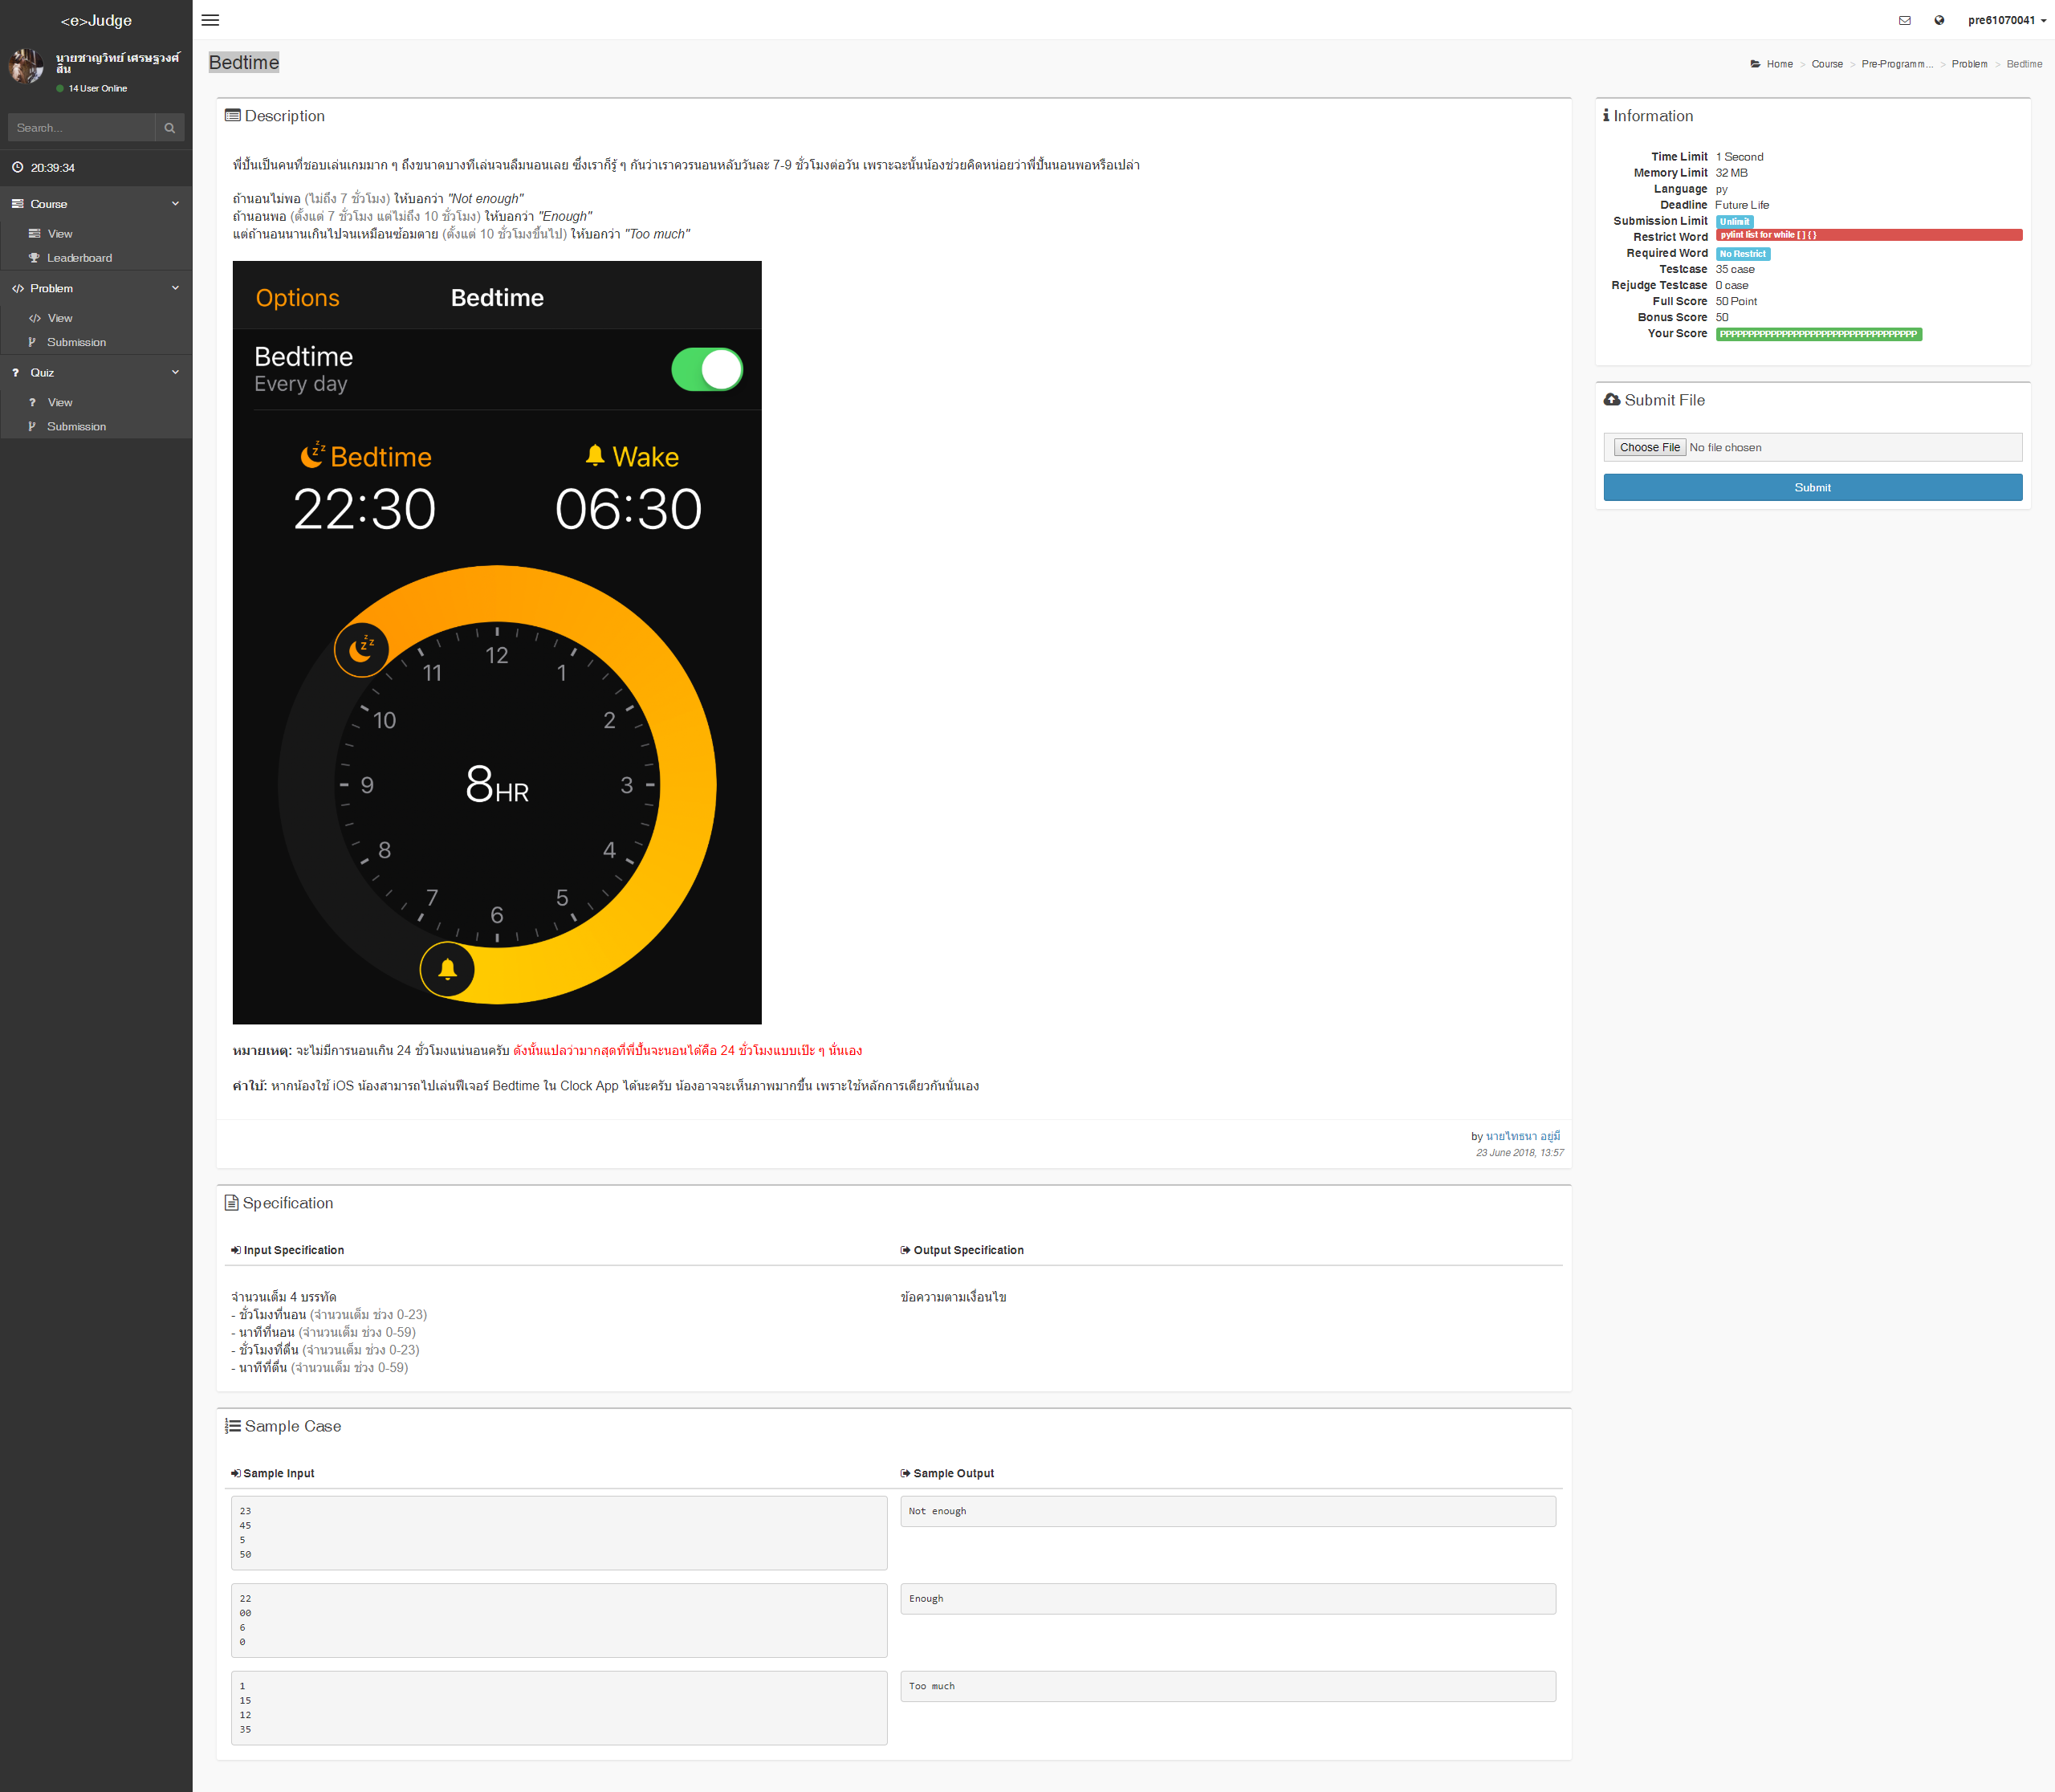 <e>Judge
นายชาญวิทย์ เศรษฐวงศ์
สิน
14 User Online
Search...
20:39:34
Course
View
Leaderboard
Problem
View
Submission
Quiz
View
Submission
pre61070041
Bedtime
Home > Course > Pre-Programm... > Problem > Bedtime
Description
พี่ปั้นเป็นคนที่ชอบเล่นเกมมาก ๆ ถึงขนาดบางทีเล่นจนลืมนอนเลย ซึ่งเราก็รู้ ๆ กันว่าเราควรนอนหลับวันละ 7-9 ชั่วโมงต่อวัน เพราะฉะนั้นน้องช่วยคิดหน่อยว่าพี่ปั้นนอนพอหรือเปล่า
ถ้านอนไม่พอ (ไม่ถึง 7 ชั่วโมง) ให้บอกว่า "Not enough"
ถ้านอนพอ (ตั้งแต่ 7 ชั่วโมง แต่ไม่ถึง 10 ชั่วโมง) ให้บอกว่า "Enough"
แต่ถ้านอนนานเกินไปจนเหมือนซ้อมตาย (ตั้งแต่ 10 ชั่วโมงขึ้นไป) ให้บอกว่า "Too much"
Options Bedtime
Bedtime
Every day
Bedtime Wake
22:30 06:30
12
11 1
10 2
9 8HR 3
8 4
7 5
6
หมายเหตุ: จะไม่มีการนอนเกิน 24 ชั่วโมงแน่นอนครับ ดังนั้นแปลว่ามากสุดที่พี่ปั้นจะนอนได้คือ 24 ชั่วโมงแบบเป๊ะ ๆ นั่นเอง
คำใบ้: หากน้องใช้ iOS น้องสามารถไปเล่นฟีเจอร์ Bedtime ใน Clock App ได้นะครับ น้องอาจจะเห็นภาพมากขึ้น เพราะใช้หลักการเดียวกันนั่นเอง
by นายไทธนา อยู่มี
23 June 2018, 13:57
Specification
Input Specification Output Specification
จำนวนเต็ม 4 บรรทัด ข้อความตามเงื่อนไข
- ชั่วโมงที่นอน (จำนวนเต็ม ช่วง 0-23)
- นาทีที่นอน (จำนวนเต็ม ช่วง 0-59)
- ชั่วโมงที่ตื่น (จำนวนเต็ม ช่วง 0-23)
- นาทีที่ตื่น (จำนวนเต็ม ช่วง 0-59)
Sample Case
Sample Input Sample Output
23 Not enough
45
5
50
22 Enough
00
6
0
1 Too much
15
12
35
Information
Time Limit 1 Second
Memory Limit 32 MB
Language py
Deadline Future Life
Submission Limit Unlimit
Restrict Word pylint list for while [ ] { }
Required Word No Restrict
Testcase 35 case
Rejudge Testcase 0 case
Full Score 50 Point
Bonus Score 50
Your Score PPPPPPPPPPPPPPPPPPPPPPPPPPPPPPPPPPP
Submit File
Choose File No file chosen
Submit